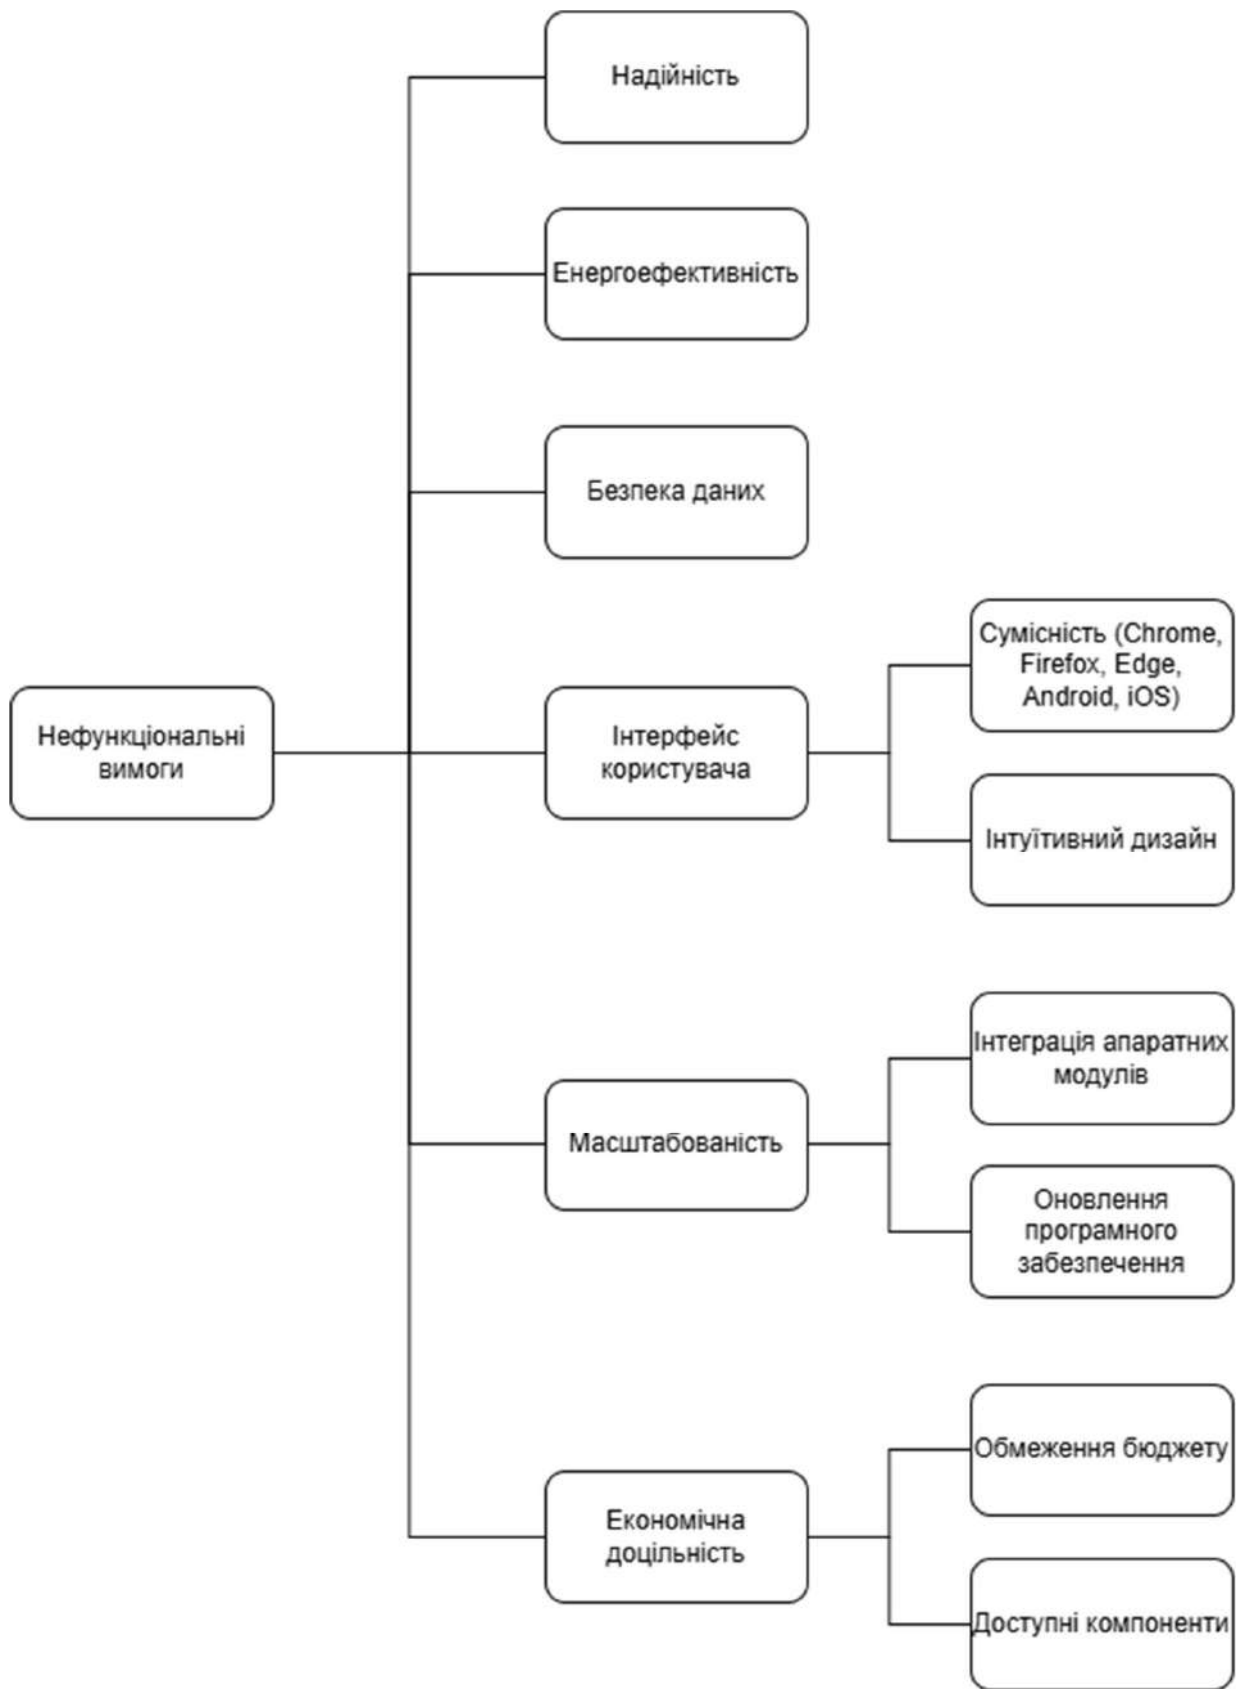 Надійність
Енергоефективність
Безпека даних
Нефункціональні
вимоги
Інтерфейс
користувача
Сумісність (Chrome,
Firefox, Edge,
Android, iOS)
Інтуїтивний дизайн
Масштабованість
Інтеграція апаратних
модулів
Оновлення
програмного
забезпечення
Економічна
доцільність
Обмеження бюджету
Доступні компоненти